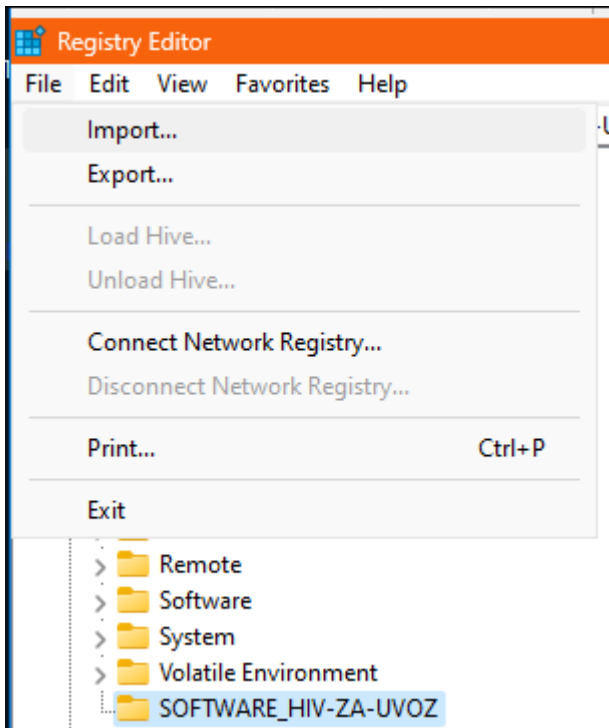 Registry Editor
File Edit View Favorites Help
Import...
Export...
Load Hive...
Unload Hive...
Connect Network Registry...
Disconnect Network Registry...
Print... Ctrl+P
Exit
Remote
Software
System
Volatile Environment
SOFTWARE_HIV-ZA-UVOZ